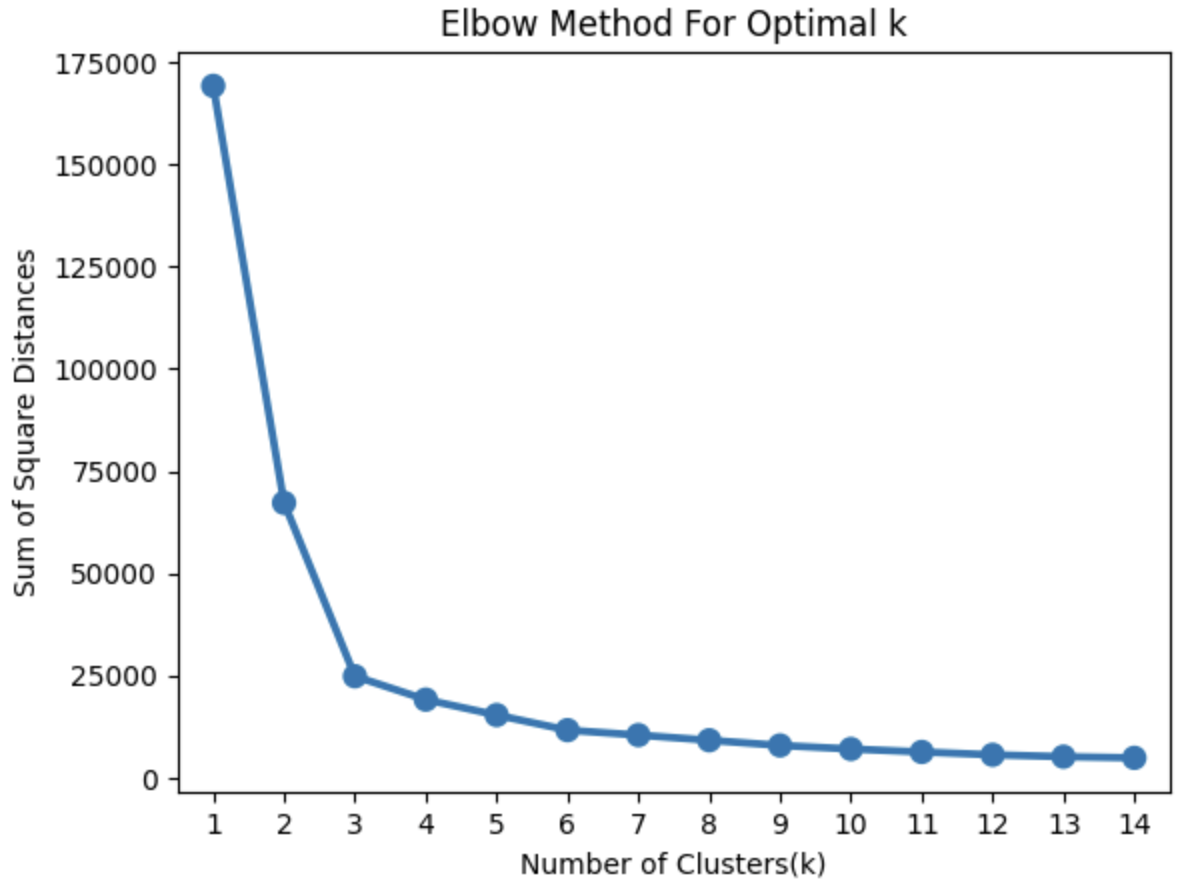 Elbow Method For Optimal k
175000
150000
125000
100000
75000
50000
25000
0
Sum of Square Distances
1 2 3 4 5 6 7 8 9 10 11 12 13 14
Number of Clusters(k)